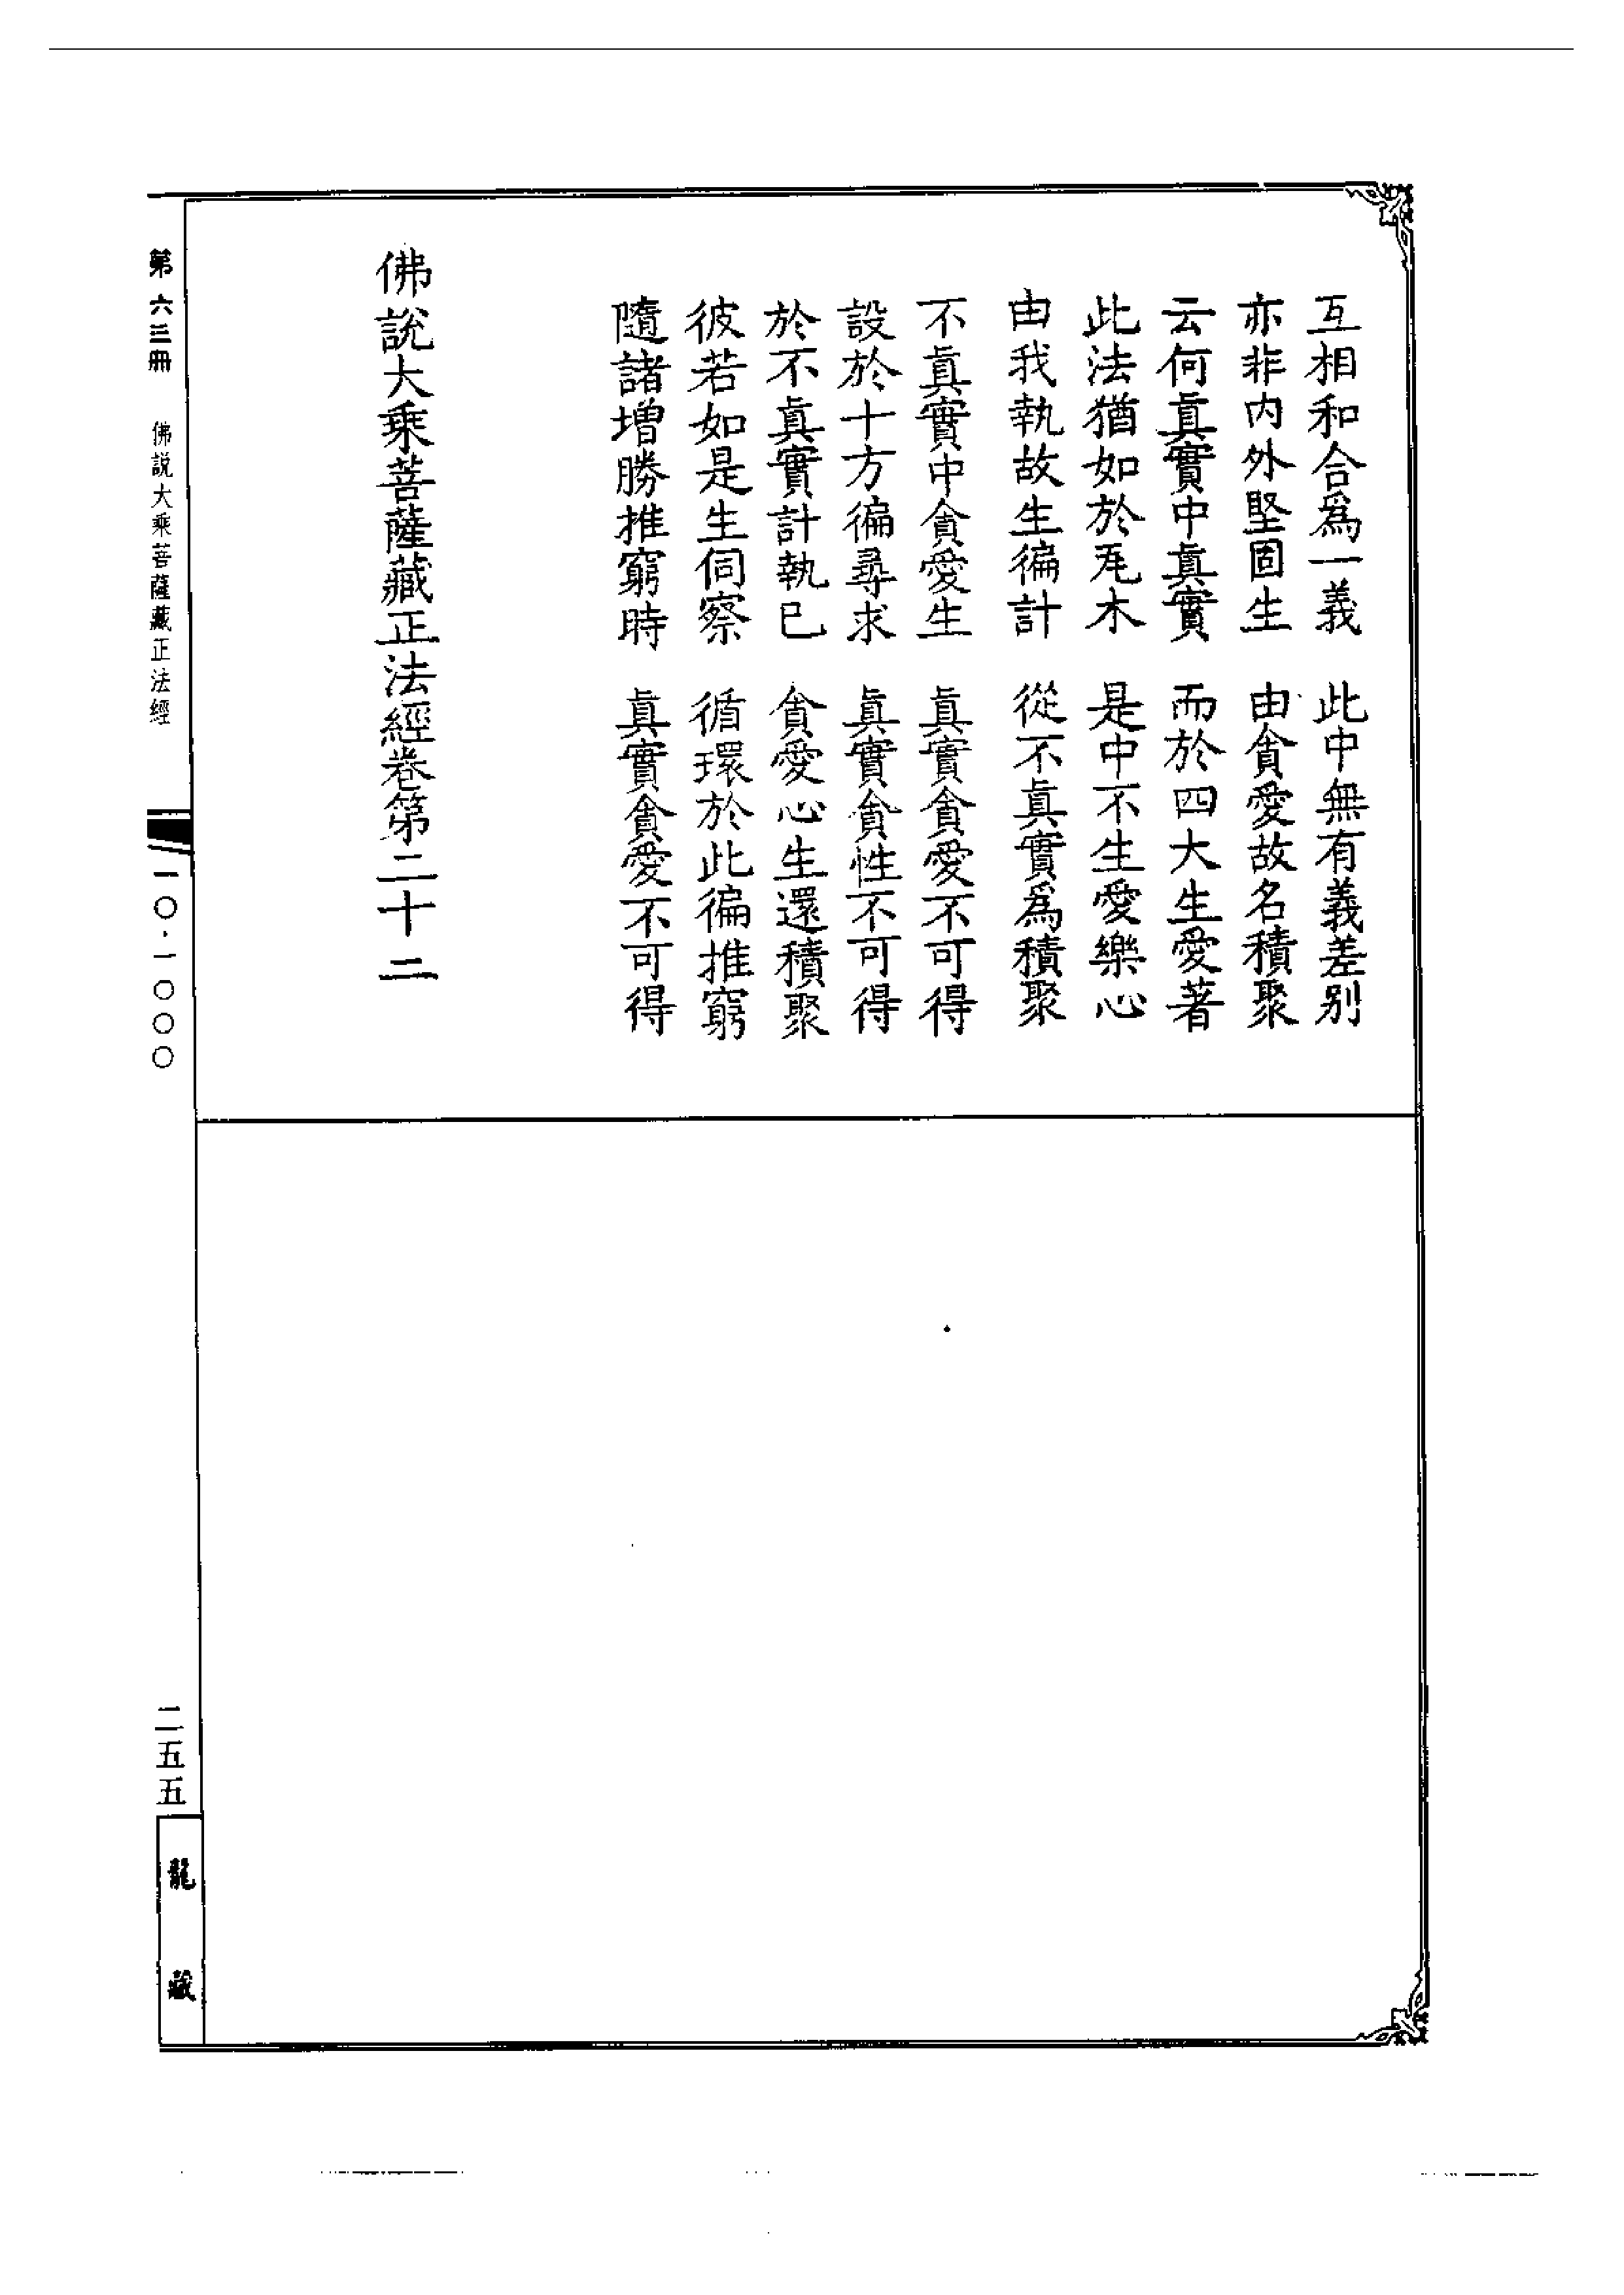 互相和合爲一義　此中無有義差別
亦非内外堅固生　由貪愛故名積聚
云何眞實中眞實　而於四大生愛著
此法猶如於瓦木　是中不生愛樂心
由我執故生徧計　從不眞實爲積聚
不眞實中貪愛生　眞實貪愛不可得
設於十方徧尋求　眞實貪性不可得
於不眞實計執已　貪愛心生還積聚
彼若如是生伺察　循環於此徧推窮
隨諸增勝推窮時　眞實貪愛不可得
佛說大乘菩薩藏正法經卷第二十二
第六三冊　佛說大乘菩薩藏正法經　一〇·一〇〇〇　二五五
龍藏